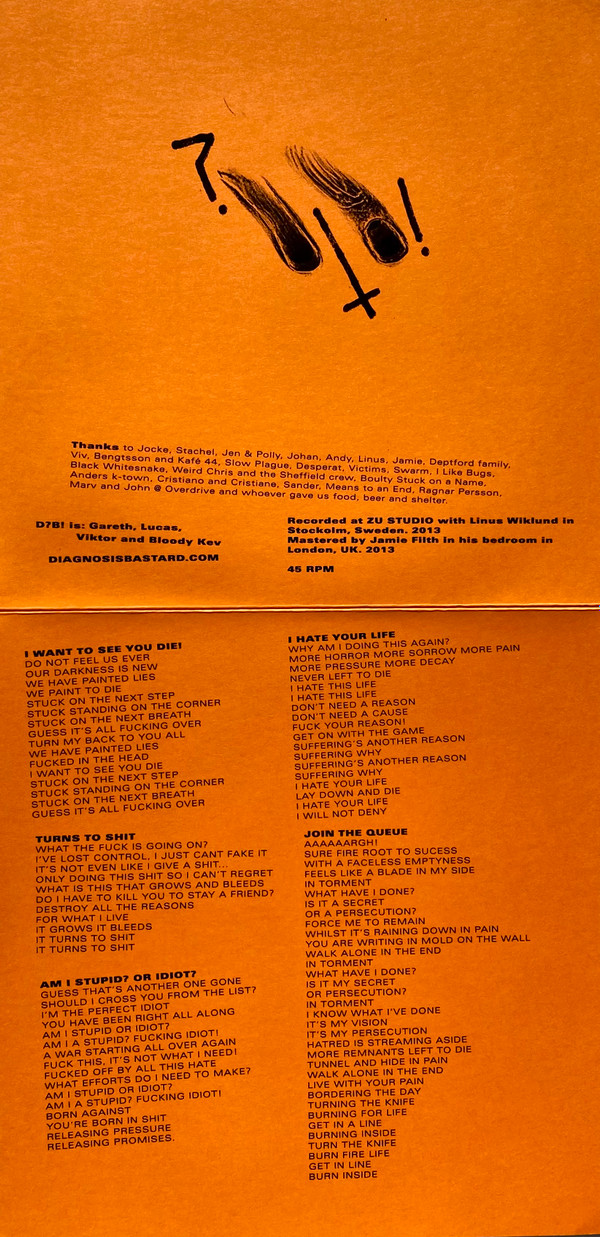 ? !
Thanks to Jocke, Stachel, Jen & Polly, Johan, Andy, Linus, Jamie, Deptford family,
Viv, Bengtsson and Kafé 44, Slow Plague, Desperat, Victims, Swarm, I Like Bugs,
Black Whitesnake, Weird Chris and the Sheffield crew, Boulty Stuck on a Name,
Anders k-town, Cristiano and Cristiane, Sander, Means to an End, Ragnar Persson,
Marv and John @ Overdrive and whoever gave us food, beer and shelter.
D?B! is: Gareth, Lucas,
Viktor and Bloody Kev
DIAGNOSISBASTARD.COM
Recorded at ZU STUDIO with Linus Wiklund in
Stockolm, Sweden. 2013
Mastered by Jamie Filth in his bedroom in
London, UK. 2013
45 RPM
I WANT TO SEE YOU DIE!
DO NOT FEEL US EVER
OUR DARKNESS IS NEW
WE HAVE PAINTED LIES
WE PAINT TO DIE
STUCK ON THE NEXT STEP
STUCK STANDING ON THE CORNER
STUCK ON THE NEXT BREATH
GUESS IT'S ALL FUCKING OVER
TURN MY BACK TO YOU ALL
WE HAVE PAINTED LIES
FUCKED IN THE HEAD
I WANT TO SEE YOU DIE
STUCK ON THE NEXT STEP
STUCK STANDING ON THE CORNER
STUCK ON THE NEXT BREATH
GUESS IT'S ALL FUCKING OVER
TURNS TO SHIT
WHAT THE FUCK IS GOING ON?
I'VE LOST CONTROL, I JUST CANT FAKE IT
IT'S NOT EVEN LIKE I GIVE A SHIT...
ONLY DOING THIS SHIT SO I CAN'T REGRET
WHAT IS THIS THAT GROWS AND BLEEDS
DO I HAVE TO KILL YOU TO STAY A FRIEND?
DESTROY ALL THE REASONS
FOR WHAT I LIVE
IT GROWS IT BLEEDS
IT TURNS TO SHIT
IT TURNS TO SHIT
AM I STUPID? OR IDIOT?
GUESS THAT'S ANOTHER ONE GONE
SHOULD I CROSS YOU FROM THE LIST?
I'M THE PERFECT IDIOT
YOU HAVE BEEN RIGHT ALL ALONG
AM I STUPID OR IDIOT?
AM I A STUPID? FUCKING IDIOT!
A WAR STARTING ALL OVER AGAIN
FUCK THIS, IT'S NOT WHAT I NEED!
FUCKED OFF BY ALL THIS HATE
WHAT EFFORTS DO I NEED TO MAKE?
AM I STUPID OR IDIOT?
AM I A STUPID? FUCKING IDIOT!
BORN AGAINST
YOU'RE BORN IN SHIT
RELEASING PRESSURE
RELEASING PROMISES.
I HATE YOUR LIFE
WHY AM I DOING THIS AGAIN?
MORE HORROR MORE SORROW MORE PAIN
MORE PRESSURE MORE DECAY
NEVER LEFT TO DIE
I HATE THIS LIFE
I HATE THIS LIFE
DON'T NEED A REASON
DON'T NEED A CAUSE
FUCK YOUR REASON!
GET ON WITH THE GAME
SUFFERING'S ANOTHER REASON
SUFFERING WHY
SUFFERING'S ANOTHER REASON
SUFFERING WHY
I HATE YOUR LIFE
LAY DOWN AND DIE
I HATE YOUR LIFE
I WILL NOT DENY
JOIN THE QUEUE
AAAAAARGH!
SURE FIRE ROOT TO SUCESS
WITH A FACELESS EMPTYNESS
FEELS LIKE A BLADE IN MY SIDE
IN TORMENT
WHAT HAVE I DONE?
IS IT A SECRET
OR A PERSECUTION?
FORCE ME TO REMAIN
WHILST IT'S RAINING DOWN IN PAIN
YOU ARE WRITING IN MOLD ON THE WALL
WALK ALONE IN THE END
IN TORMENT
WHAT HAVE I DONE?
IS IT MY SECRET
OR PERSECUTION?
IN TORMENT
I KNOW WHAT I'VE DONE
IT'S MY VISION
IT'S MY PERSECUTION
HATRED IS STREAMING ASIDE
MORE REMNANTS LEFT TO DIE
TUNNEL AND HIDE IN PAIN
WALK ALONE IN THE END
LIVE WITH YOUR PAIN
BORDERING THE DAY
TURNING THE KNIFE
BURNING FOR LIFE
GET IN A LINE
BURNING INSIDE
TURN THE KNIFE
BURN FIRE LIFE
GET IN LINE
BURN INSIDE